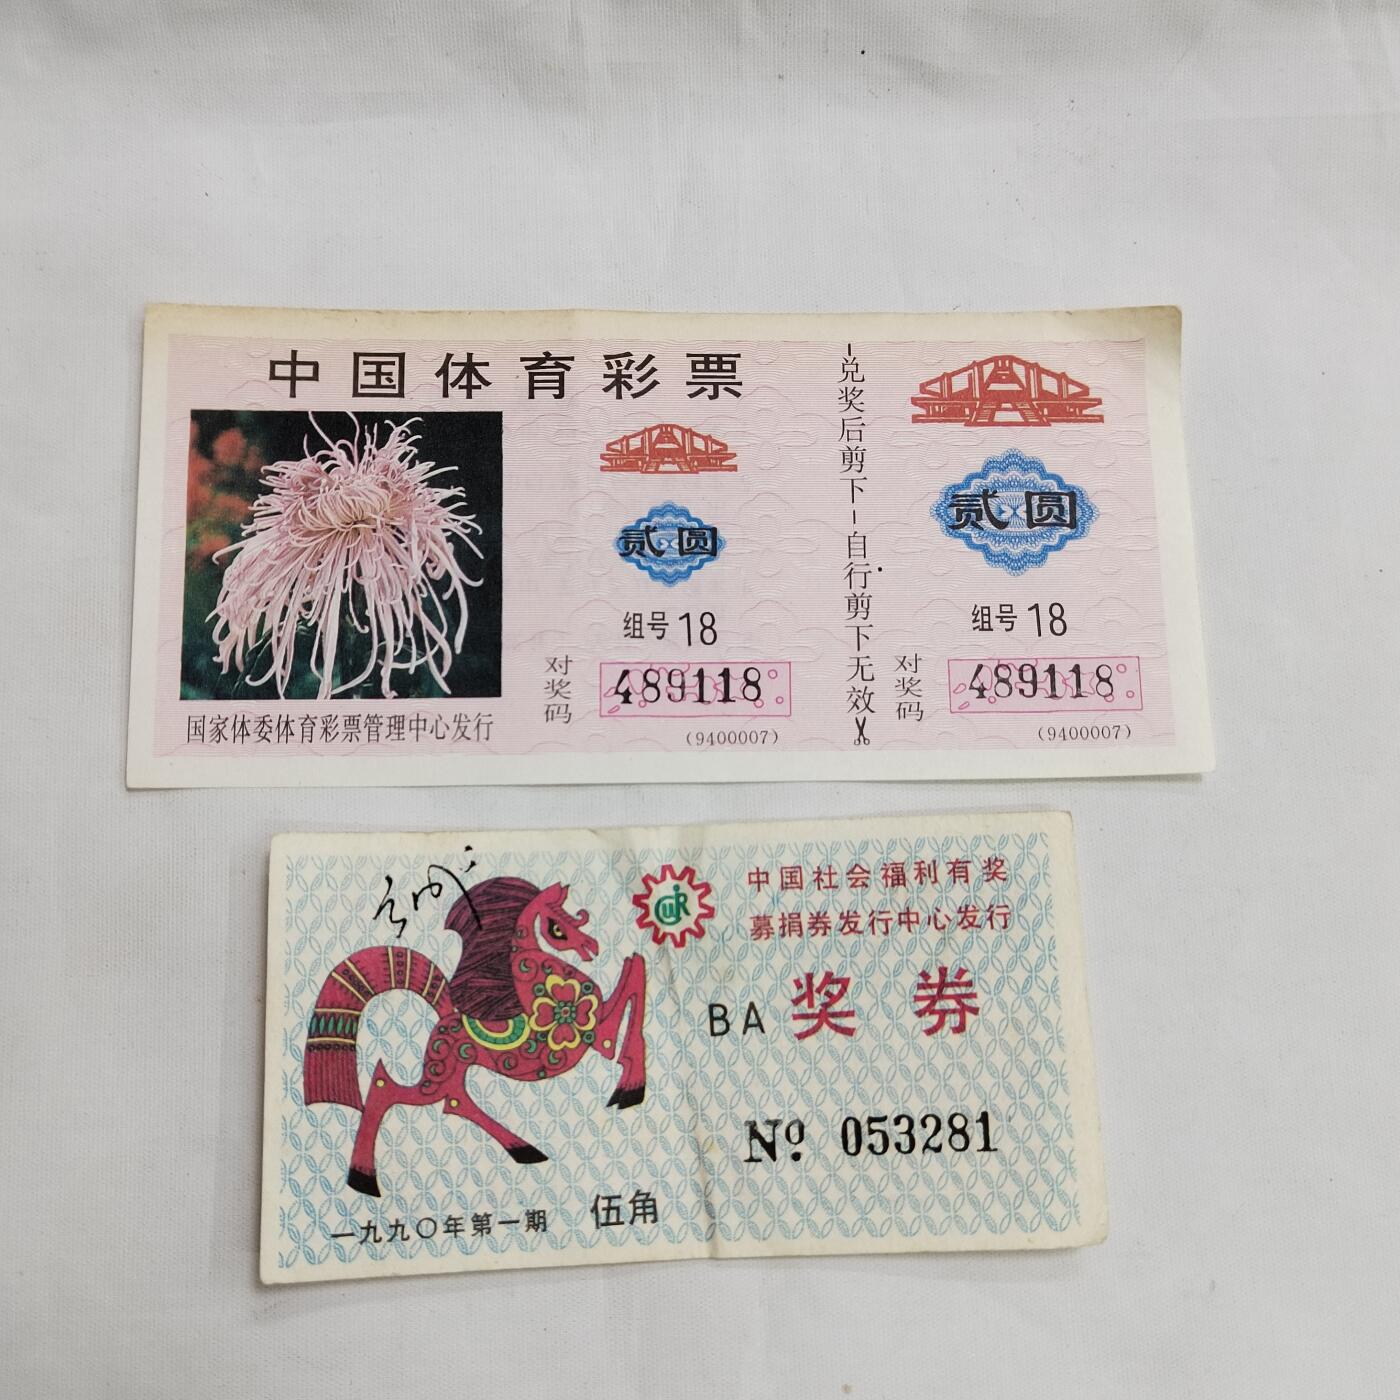 中国体育彩票
贰圆
组号 18
对奖码
489118
(9400007)
国家体委体育彩票管理中心发行
兑奖后剪下-自行剪下无效
贰圆
组号 18
对奖码
489118
(9400007)
中国社会福利有奖
募捐券发行中心发行
BA 奖券
№ 053281
伍角
一九九〇年第一期